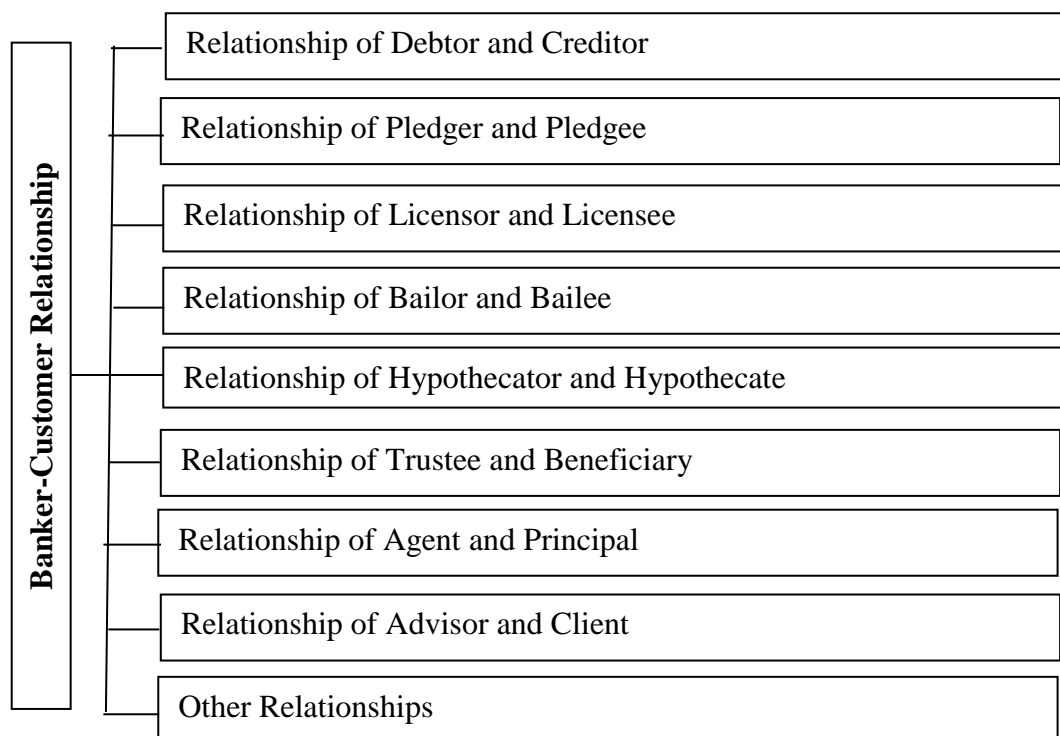 Banker-Customer Relationship
Relationship of Debtor and Creditor
Relationship of Pledger and Pledgee
Relationship of Licensor and Licensee
Relationship of Bailor and Bailee
Relationship of Hypothecator and Hypothecate
Relationship of Trustee and Beneficiary
Relationship of Agent and Principal
Relationship of Advisor and Client
Other Relationships